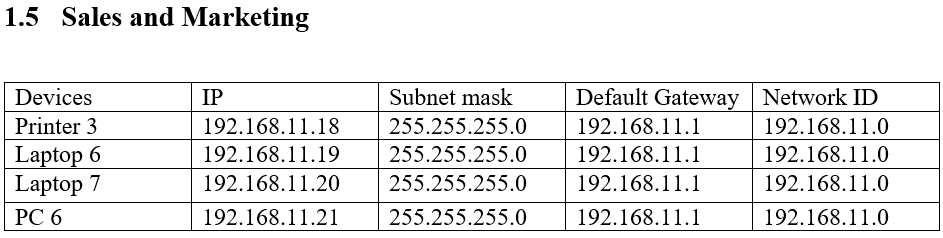 1.5 Sales and Marketing
Devices IP Subnet mask Default Gateway Network ID
Printer 3 192.168.11.18 255.255.255.0 192.168.11.1 192.168.11.0
Laptop 6 192.168.11.19 255.255.255.0 192.168.11.1 192.168.11.0
Laptop 7 192.168.11.20 255.255.255.0 192.168.11.1 192.168.11.0
PC 6 192.168.11.21 255.255.255.0 192.168.11.1 192.168.11.0